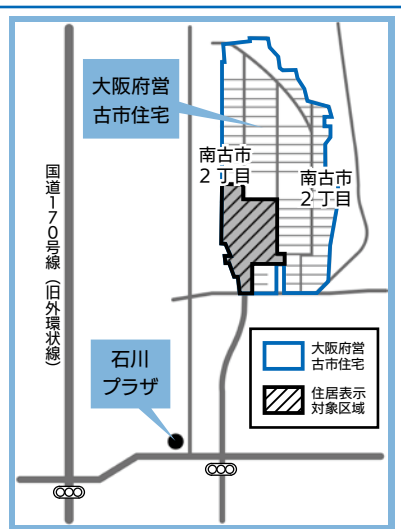 大阪府営
古市住宅
南古市
2丁目
南古市
2丁目
国道170号線（旧外環状線）
石川
プラザ
大阪府営
古市住宅
住居表示
対象区域